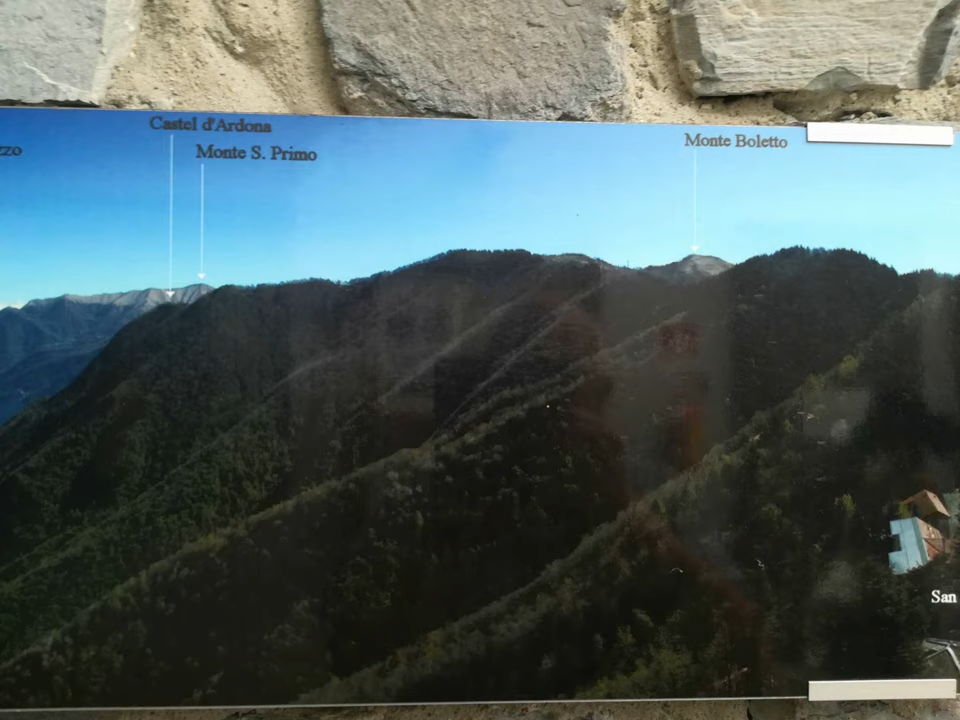 Castel d'Ardona
Monte S. Primo
Monte Boletto
zzo
San